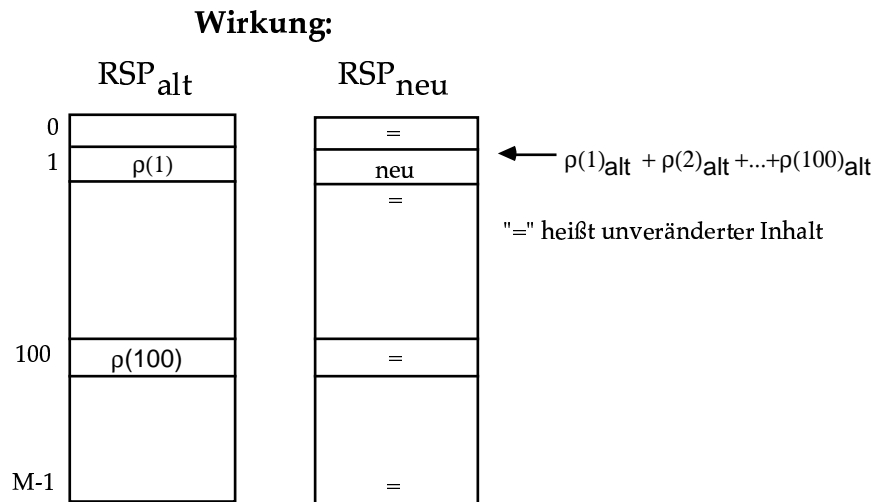 Wirkung:
RSPalt RSPneu
0 =
1 ρ(1) neu ρ(1)alt + ρ(2)alt +...+ρ(100)alt
=
"=" heißt unveränderter Inhalt
100 ρ(100) =
M-1 =